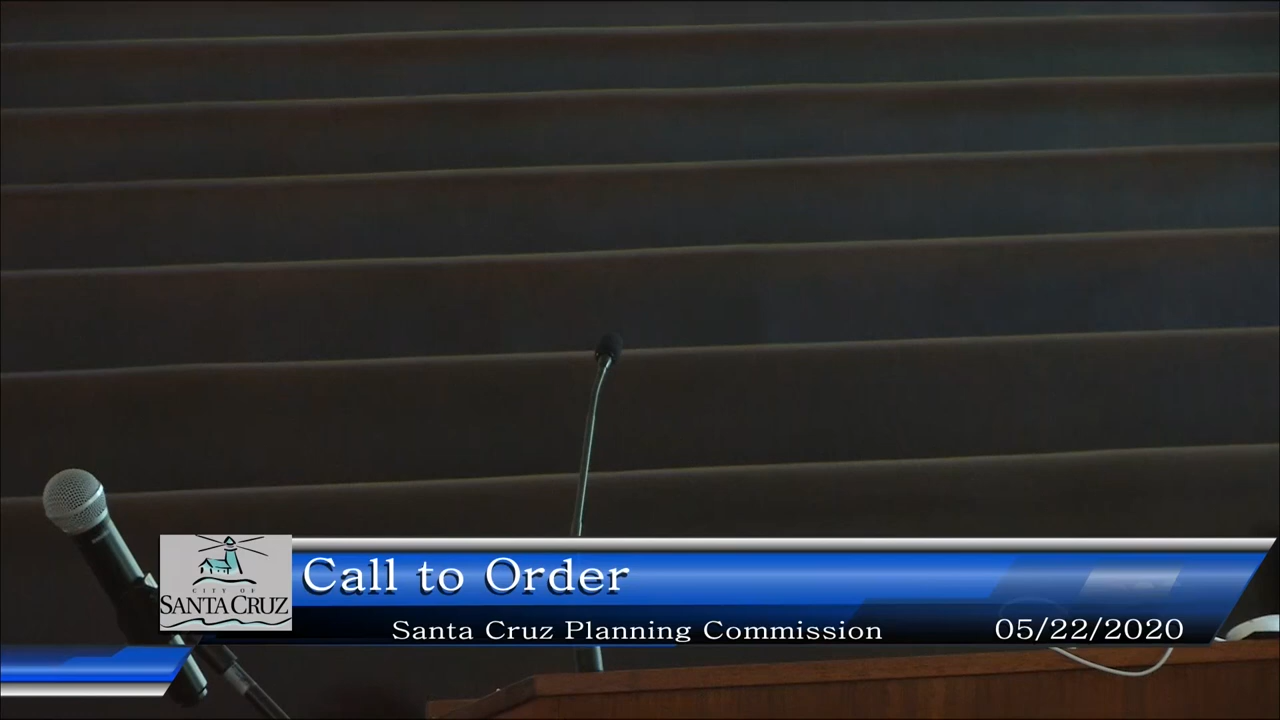 Call to Order
CITY OF
SANTA CRUZ
Santa Cruz Planning Commission
05/22/2020